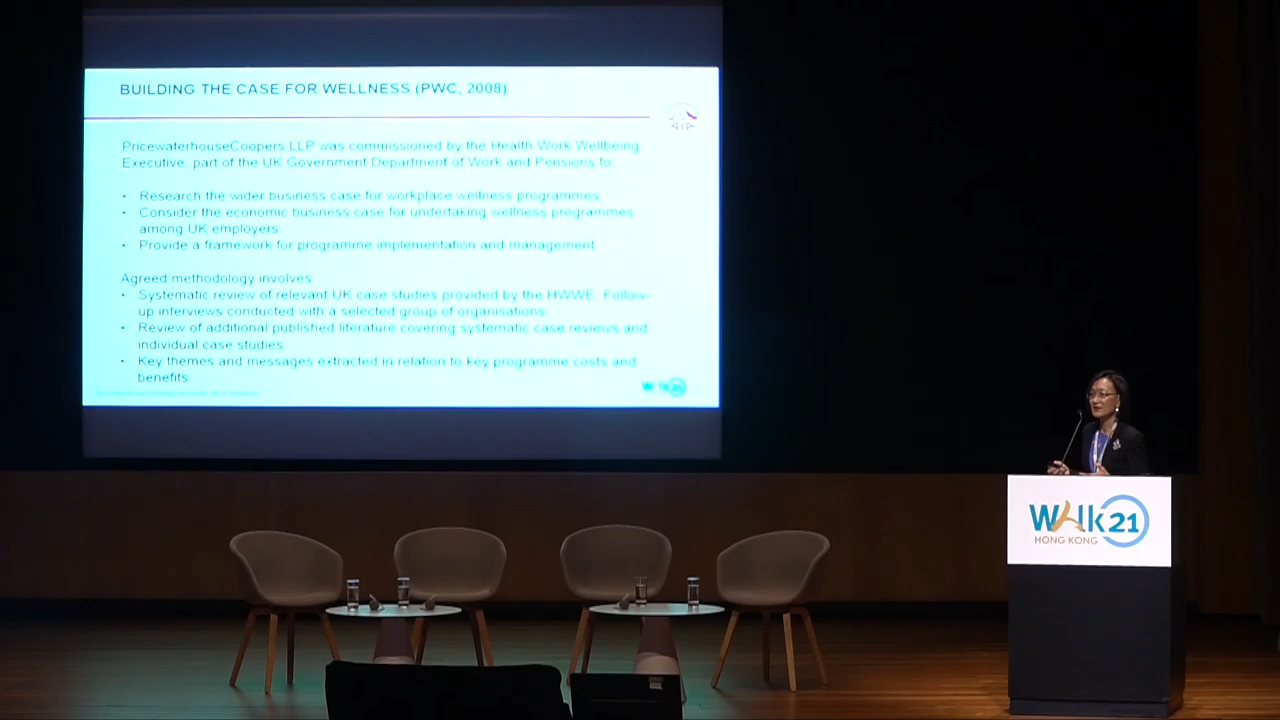 BUILDING THE CASE FOR WELLNESS (PWC, 2008)
AIA
PricewaterhouseCoopers LLP was commissioned by the Health Work Wellbeing
Executive, part of the UK Government Department of Work and Pensions to:
• Research the wider business case for workplace wellness programmes
• Consider the economic business case for undertaking wellness programmes
among UK employers
• Provide a framework for programme implementation and management
Agreed methodology involves:
• Systematic review of relevant UK case studies provided by the HWWE. Follow-
up interviews conducted with a selected group of organisations.
• Review of additional published literature covering systematic case reviews and
individual case studies
• Key themes and messages extracted in relation to key programme costs and
benefits
Walk21
Walk21
HONG KONG